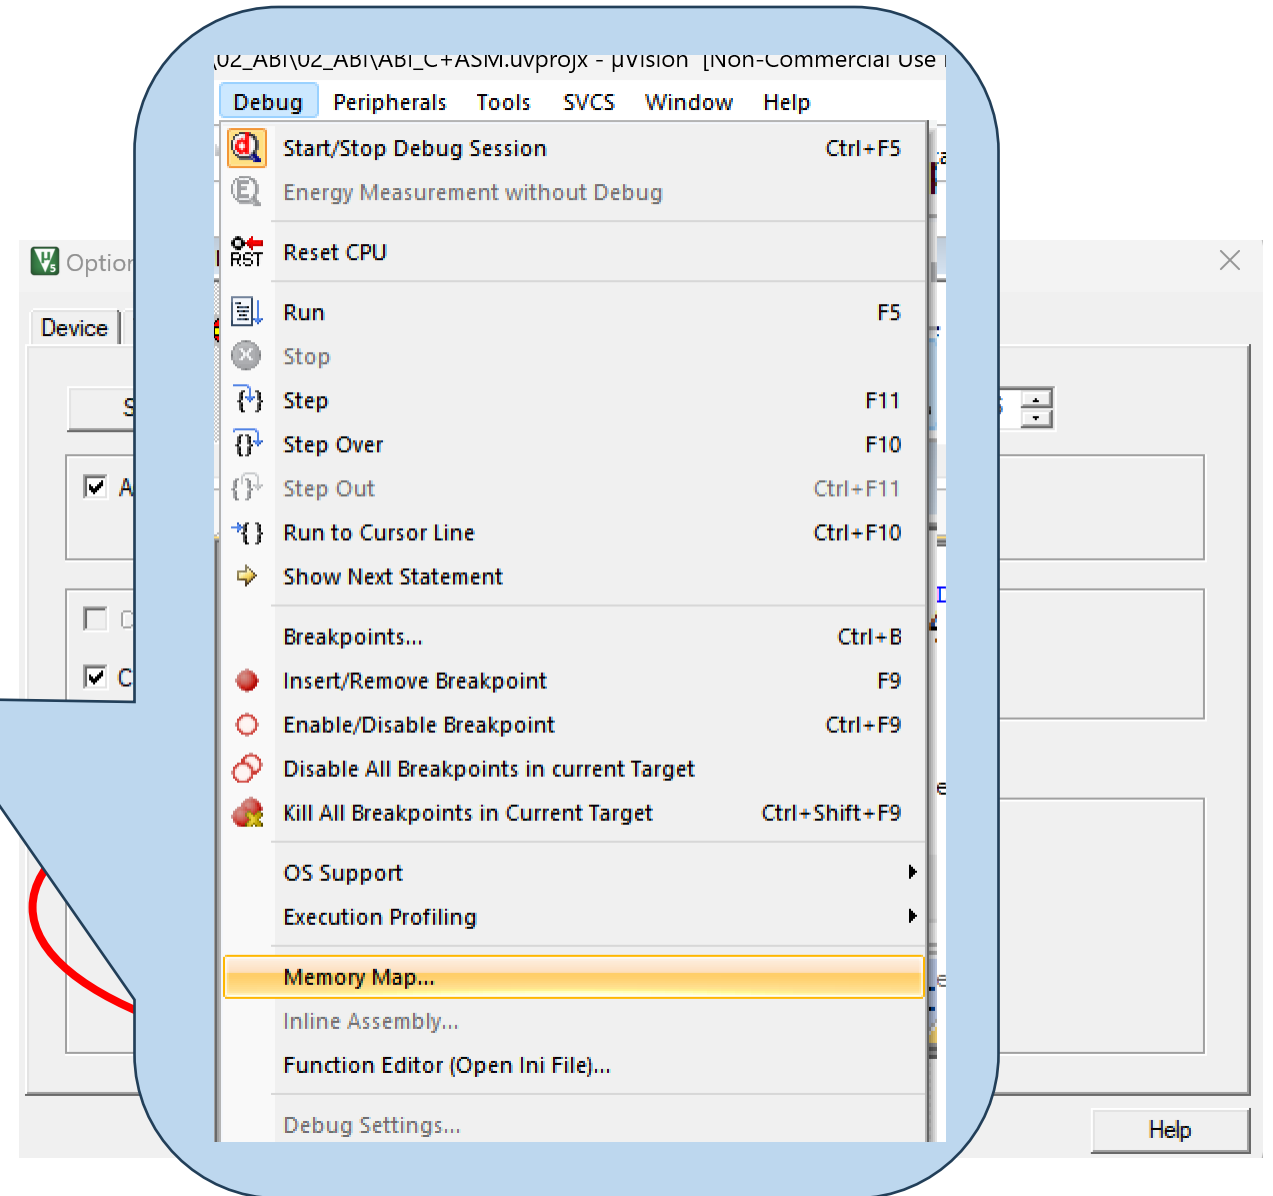 \02_ABI\02_ABI\ABI_C+ASM.uvprojx - µVision [Non-Commercial Use
Debug Peripherals Tools SVCS Window Help
Start/Stop Debug Session Ctrl+F5
Energy Measurement without Debug
Reset CPU
Run F5
Stop
Step F11
Step Over F10
Step Out Ctrl+F11
Run to Cursor Line Ctrl+F10
Show Next Statement
Breakpoints... Ctrl+B
Insert/Remove Breakpoint F9
Enable/Disable Breakpoint Ctrl+F9
Disable All Breakpoints in current Target
Kill All Breakpoints in Current Target Ctrl+Shift+F9
OS Support
Execution Profiling
Memory Map...
Inline Assembly...
Function Editor (Open Ini File)...
Debug Settings...
Option
Device
Help